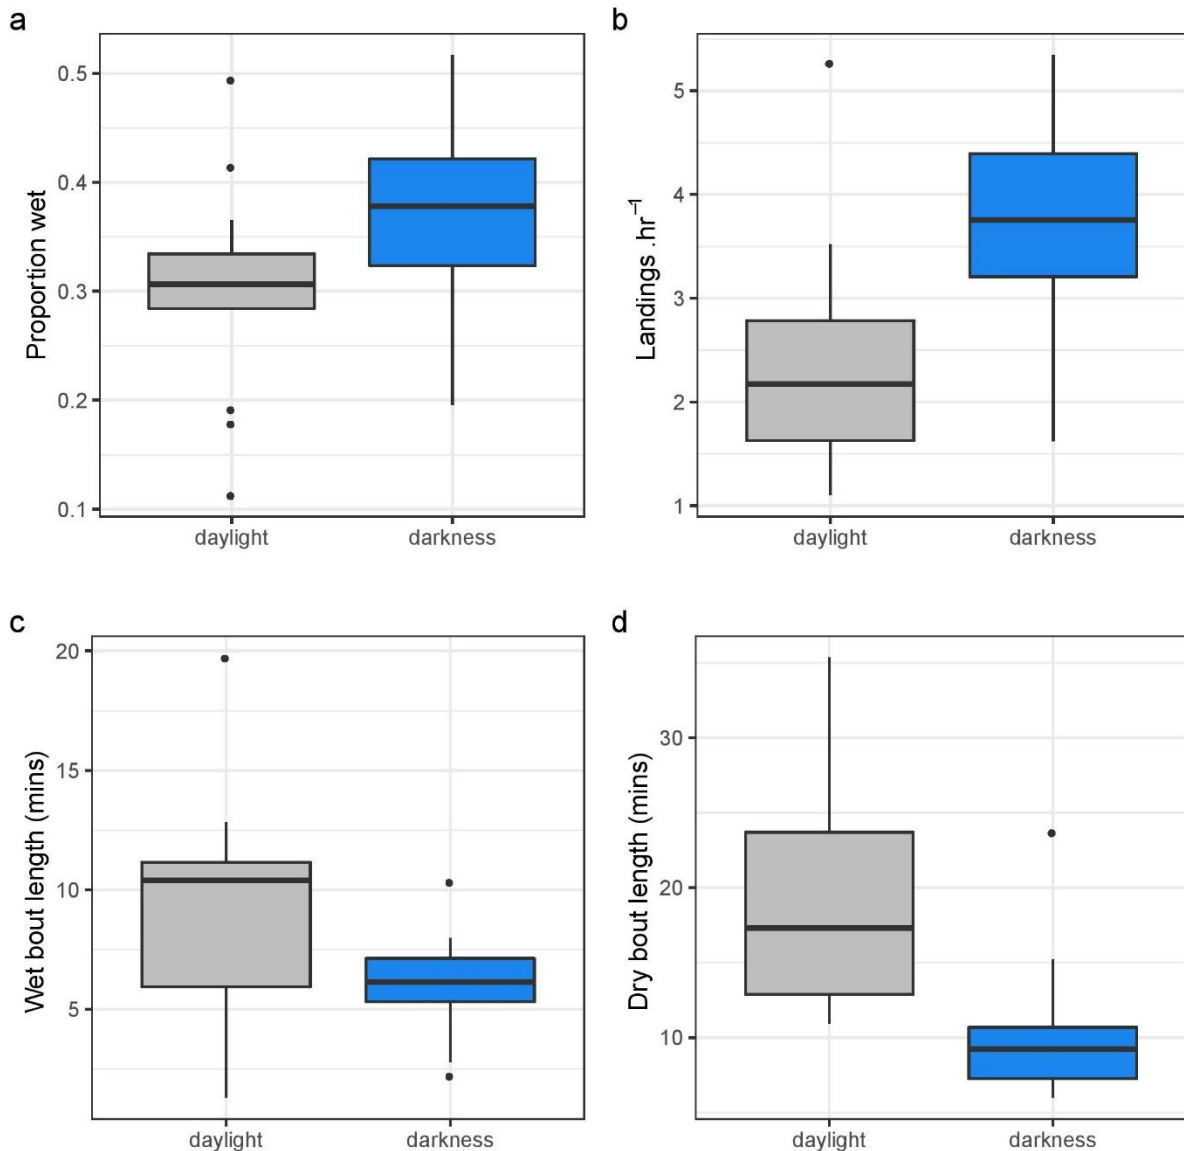 a
Proportion wet
0.5
0.4
0.3
0.2
0.1
daylight darkness
b
Landings .hr⁻¹
5
4
3
2
1
daylight darkness
c
Wet bout length (mins)
20
15
10
5
daylight darkness
d
Dry bout length (mins)
30
20
10
daylight darkness